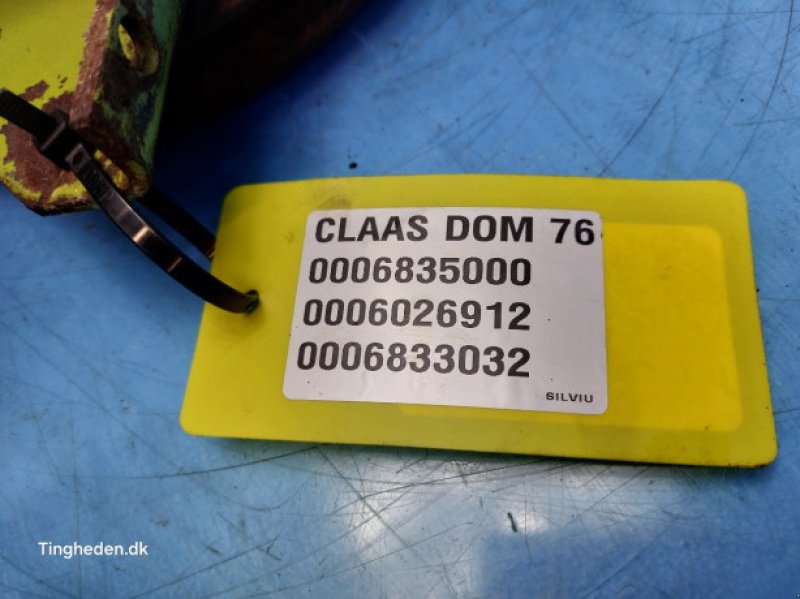 CLAAS DOM 76
0006835000
0006026912
0006833032
SILVIU
Tingheden.dk